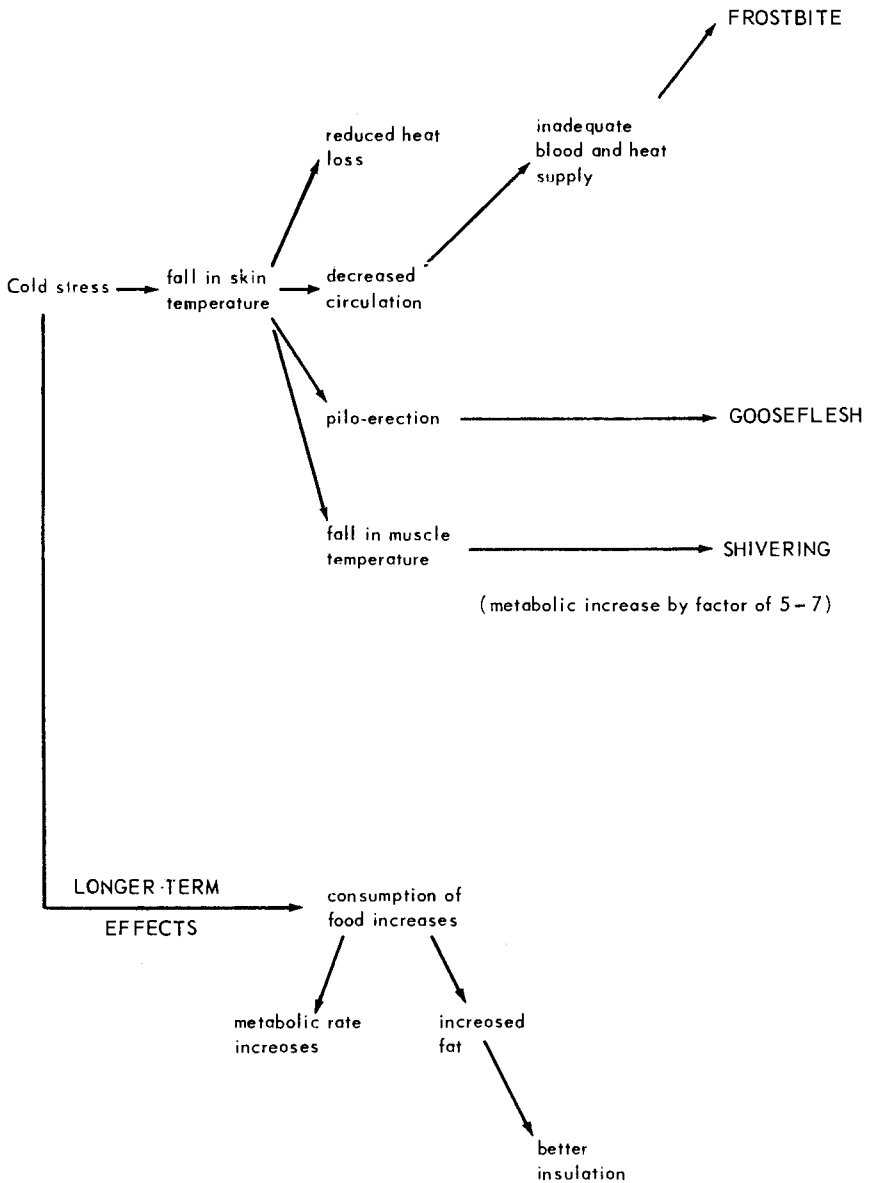 FROSTBITE
inadequate
blood and heat
supply
reduced heat
loss
Cold stress
fall in skin
temperature
decreased
circulation
pilo-erection
GOOSEFLESH
fall in muscle
temperature
SHIVERING
(metabolic increase by factor of 5-7)
LONGER-TERM
EFFECTS
consumption of
food increases
metabolic rate
increases
increased
fat
better
insulation